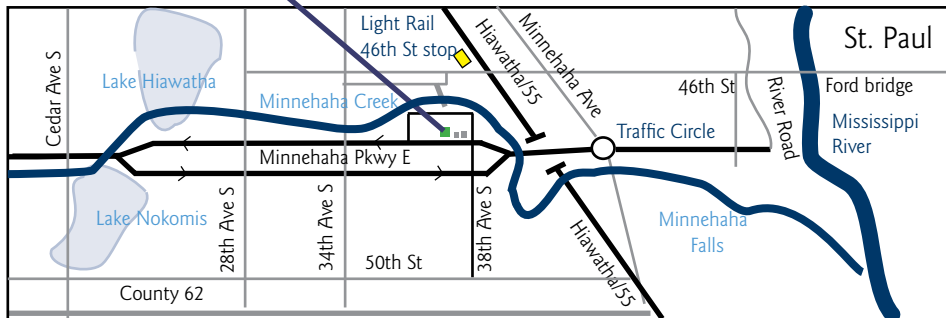 Light Rail
46th St stop
Hiawatha/55
Minnehaha Ave
St. Paul
Cedar Ave S
Lake Hiawatha
Minnehaha Creek
46th St
River Road
Ford bridge
Traffic Circle
Mississippi
River
Minnehaha Pkwy E
Lake Nokomis
28th Ave S
34th Ave S
38th Ave S
50th St
Hiawatha/55
Minnehaha
Falls
County 62